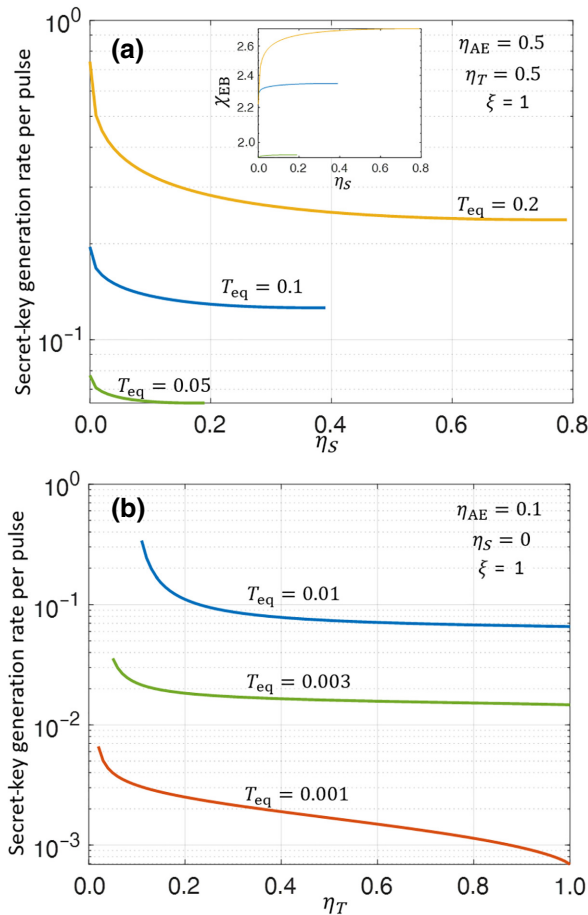 (a)
Secret-key generation rate per pulse
10⁰
10⁻¹
η_AE = 0.5
η_T = 0.5
ξ = 1
χ_EB
2.6
2.4
2.2
2.0
0.0 0.2 0.4 0.6 0.8
η_S
T_eq = 0.2
T_eq = 0.1
T_eq = 0.05
0.0 0.2 0.4 0.6 0.8
η_S
(b)
Secret-key generation rate per pulse
10⁰
10⁻¹
10⁻²
10⁻³
η_AE = 0.1
η_S = 0
ξ = 1
T_eq = 0.01
T_eq = 0.003
T_eq = 0.001
0.0 0.2 0.4 0.6 0.8 1.0
η_T